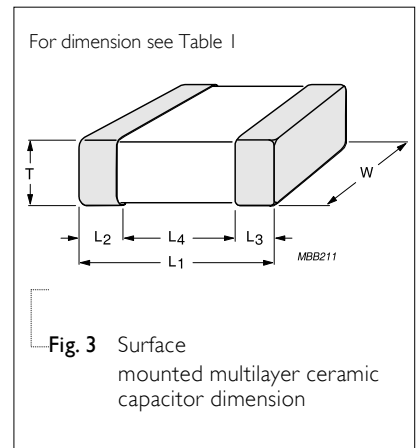 For dimension see Table 1
T
W
L2 L4 L3
L1
MBB211
Fig. 3 Surface
mounted multilayer ceramic
capacitor dimension